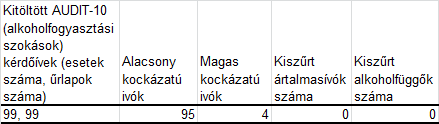 Kitöltött AUDIT-10
(alkoholfogyasztási
szokások)
kérdőívek (esetek
száma, űrlapok
száma)
Alacsony
kockázatú
ivók
Magas
kockázatú
ivók
Kiszűrt
ártalmasívók
száma
Kiszűrt
alkoholfüggők
száma
99, 99 95 4 0 0